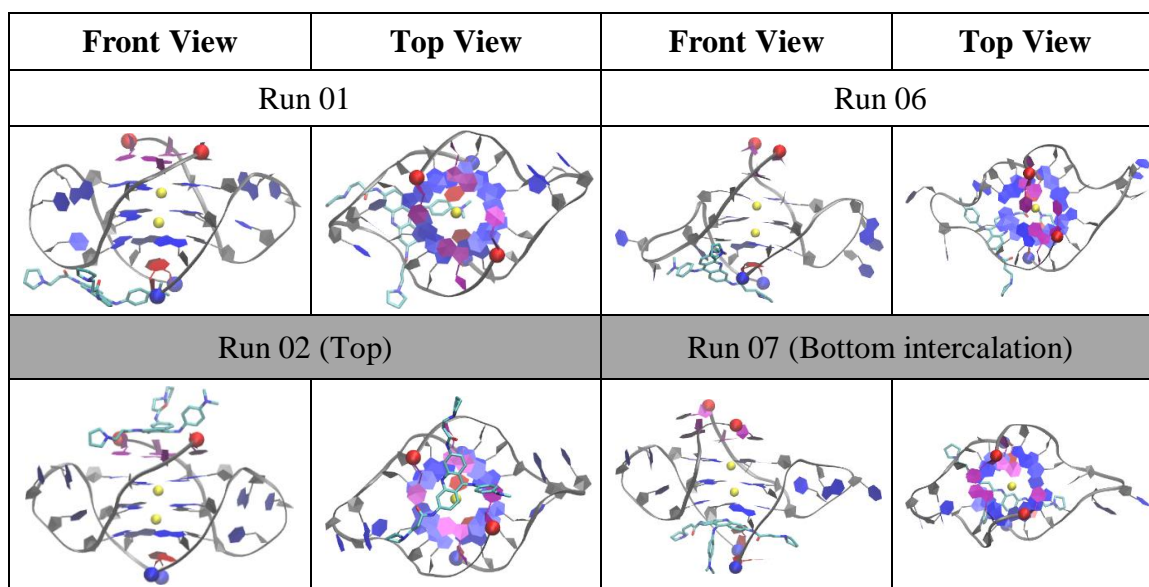 Front View Top View Front View Top View
Run 01 Run 06
Run 02 (Top) Run 07 (Bottom intercalation)